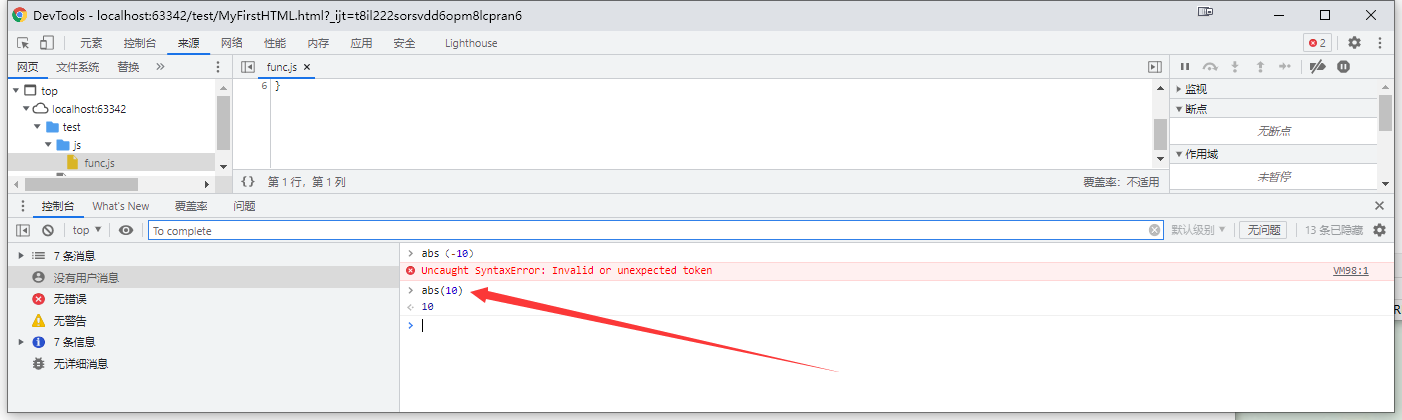 DevTools - localhost:63342/test/MyFirstHTML.html?_ijt=t8il222sorsvdd6opm8lcpran6
元素 控制台 来源 网络 性能 内存 应用 安全 Lighthouse 2
网页 文件系统 替换 » func.js ×
top
localhost:63342
test
js
func.js
6 }
{} 第 1 行，第 1 列 覆盖率：不适用
监视
断点
无断点
作用域
未暂停
控制台 What's New 覆盖率 问题
top To complete 默认级别 无问题 13 条已隐藏
7 条消息
没有用户消息
无错误
无警告
7 条信息
无详细消息
> abs（-10)
Uncaught SyntaxError: Invalid or unexpected token VM98:1
> abs(10)
10
>
R